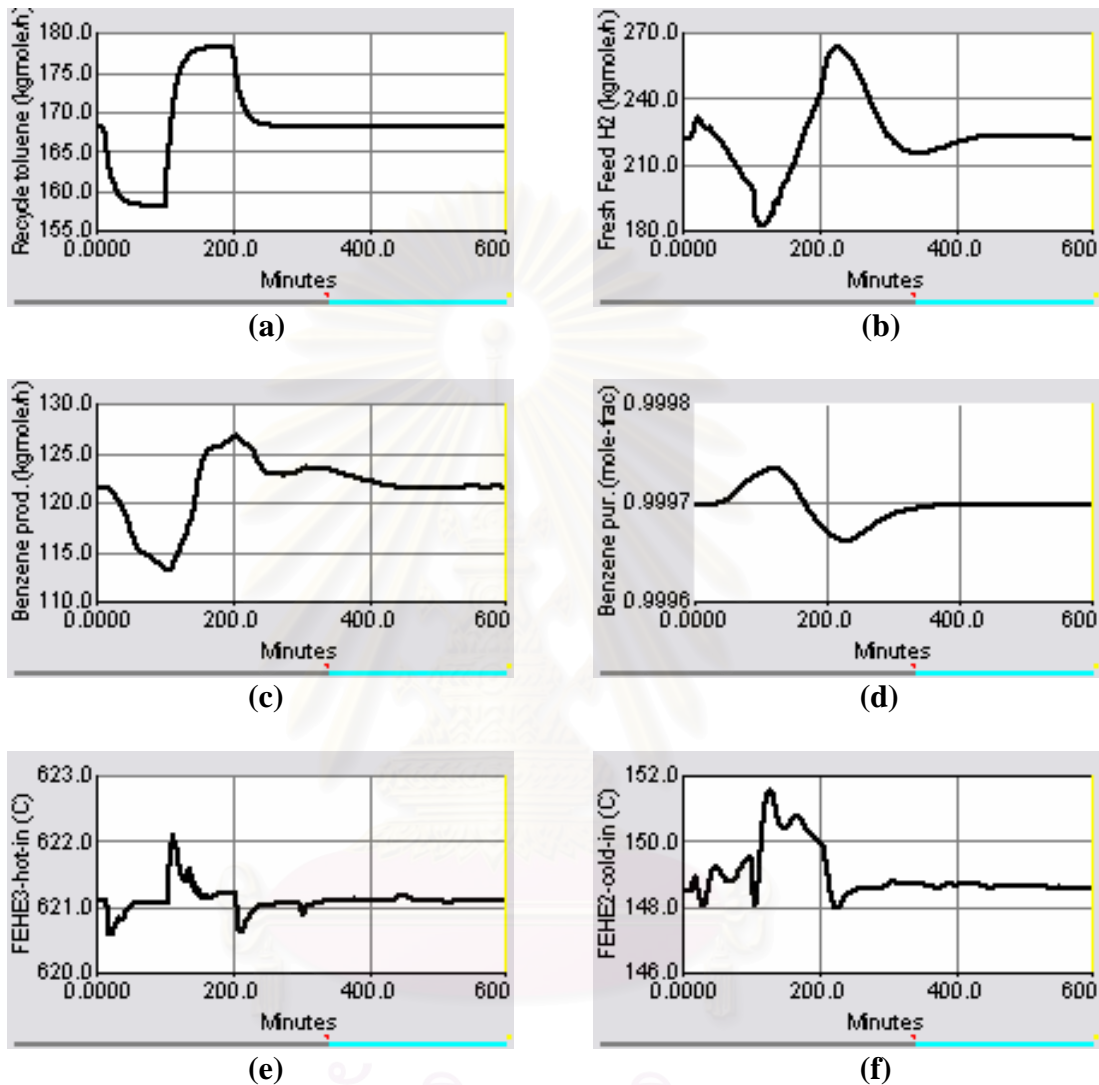 Recycle toluene (kgmole/h)
180.0
175.0
170.0
165.0
160.0
155.0
0.0000 200.0 400.0 600
Minutes
(a)
Fresh Feed H2 (kgmole/h)
270.0
240.0
210.0
180.0
0.0000 200.0 400.0 600
Minutes
(b)
Benzene prod. (kgmole/h)
130.0
125.0
120.0
115.0
110.0
0.0000 200.0 400.0 600
Minutes
(c)
Benzene pur. (mole-frac)
0.9998
0.9997
0.9996
0.0000 200.0 400.0 600
Minutes
(d)
FEHE3-hot-in (C)
623.0
622.0
621.0
620.0
0.0000 200.0 400.0 600
Minutes
(e)
FEHE2-cold-in (C)
152.0
150.0
148.0
146.0
0.0000 200.0 400.0 600
Minutes
(f)